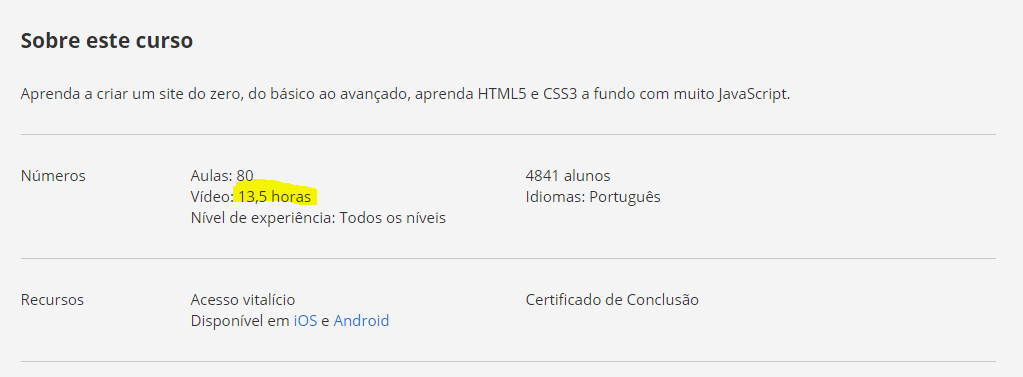 Sobre este curso
Aprenda a criar um site do zero, do básico ao avançado, aprenda HTML5 e CSS3 a fundo com muito JavaScript.
Números
Aulas: 80
Vídeo: 13,5 horas
Nível de experiência: Todos os níveis
4841 alunos
Idiomas: Português
Recursos
Acesso vitalício
Disponível em iOS e Android
Certificado de Conclusão